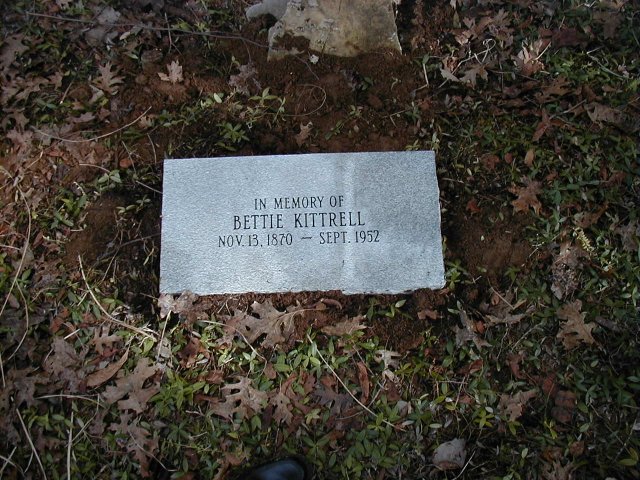 IN MEMORY OF
BETTIE KITTRELL
NOV. 13, 1870 — SEPT. 1952